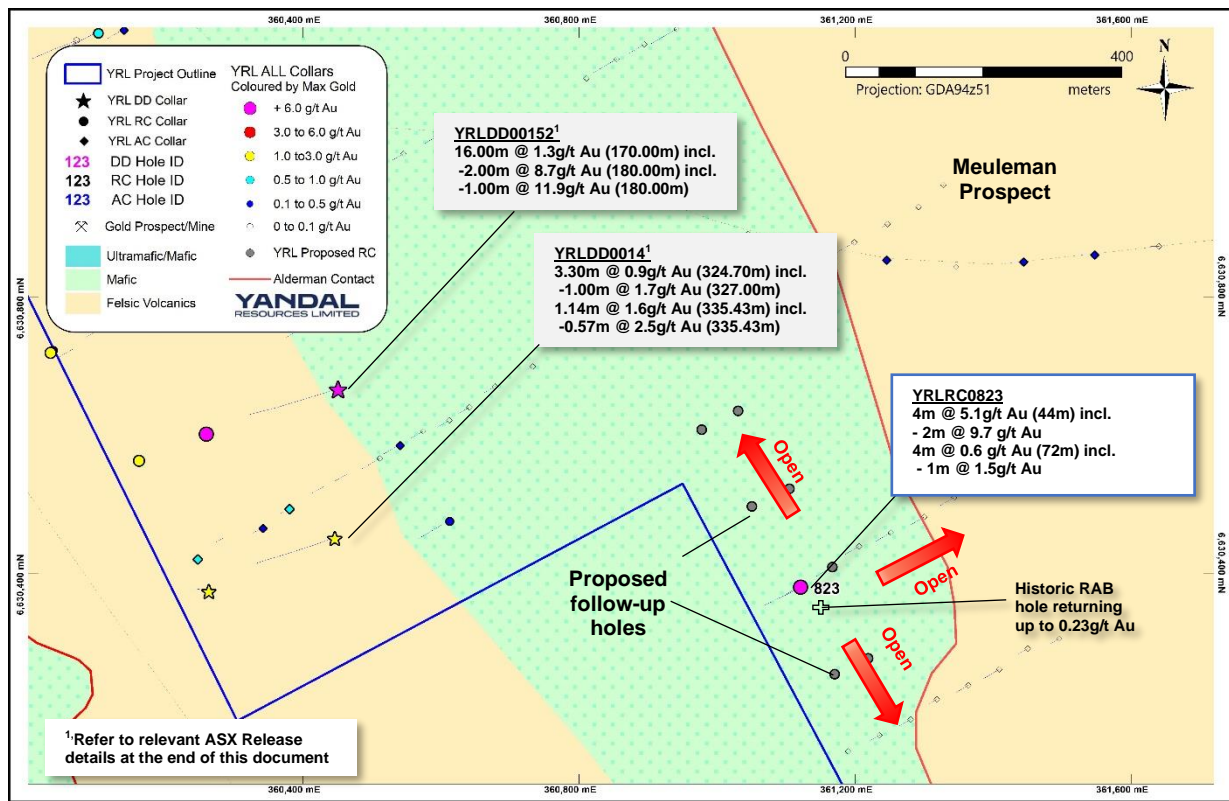 360,400 mE
360,800 mE
361,200 mE
361,600 mE
YRL Project Outline
YRL DD Collar
YRL RC Collar
YRL AC Collar
123 DD Hole ID
123 RC Hole ID
123 AC Hole ID
Gold Prospect/Mine
Ultramafic/Mafic
Mafic
Felsic Volcanics
YRL ALL Collars
Coloured by Max Gold
+ 6.0 g/t Au
3.0 to 6.0 g/t Au
1.0 to3.0 g/t Au
0.5 to 1.0 g/t Au
0.1 to 0.5 g/t Au
0 to 0.1 g/t Au
YRL Proposed RC
Alderman Contact
YANDAL
RESOURCES LIMITED
0
400
Projection: GDA94z51
meters
N
YRLDD00152¹
16.00m @ 1.3g/t Au (170.00m) incl.
-2.00m @ 8.7g/t Au (180.00m) incl.
-1.00m @ 11.9g/t Au (180.00m)
Meuleman
Prospect
YRLDD0014¹
3.30m @ 0.9g/t Au (324.70m) incl.
-1.00m @ 1.7g/t Au (327.00m)
1.14m @ 1.6g/t Au (335.43m) incl.
-0.57m @ 2.5g/t Au (335.43m)
6,630,800 mN
6,630,800 mN
YRLRC0823
4m @ 5.1g/t Au (44m) incl.
- 2m @ 9.7 g/t Au
4m @ 0.6 g/t Au (72m) incl.
- 1m @ 1.5g/t Au
Open
Open
Open
823
Proposed
follow-up
holes
Historic RAB
hole returning
up to 0.23g/t Au
6,630,400 mN
6,630,400 mN
¹,Refer to relevant ASX Release
details at the end of this document
360,400 mE
360,800 mE
361,200 mE
361,600 mE